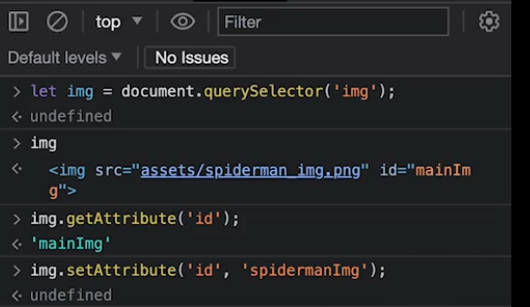 top ▼ Filter
Default levels ▼ No Issues
> let img = document.querySelector('img');
<· undefined
> img
<· <img src="assets/spiderman_img.png" id="mainIm
g">
> img.getAttribute('id');
<· 'mainImg'
> img.setAttribute('id', 'spidermanImg');
<· undefined